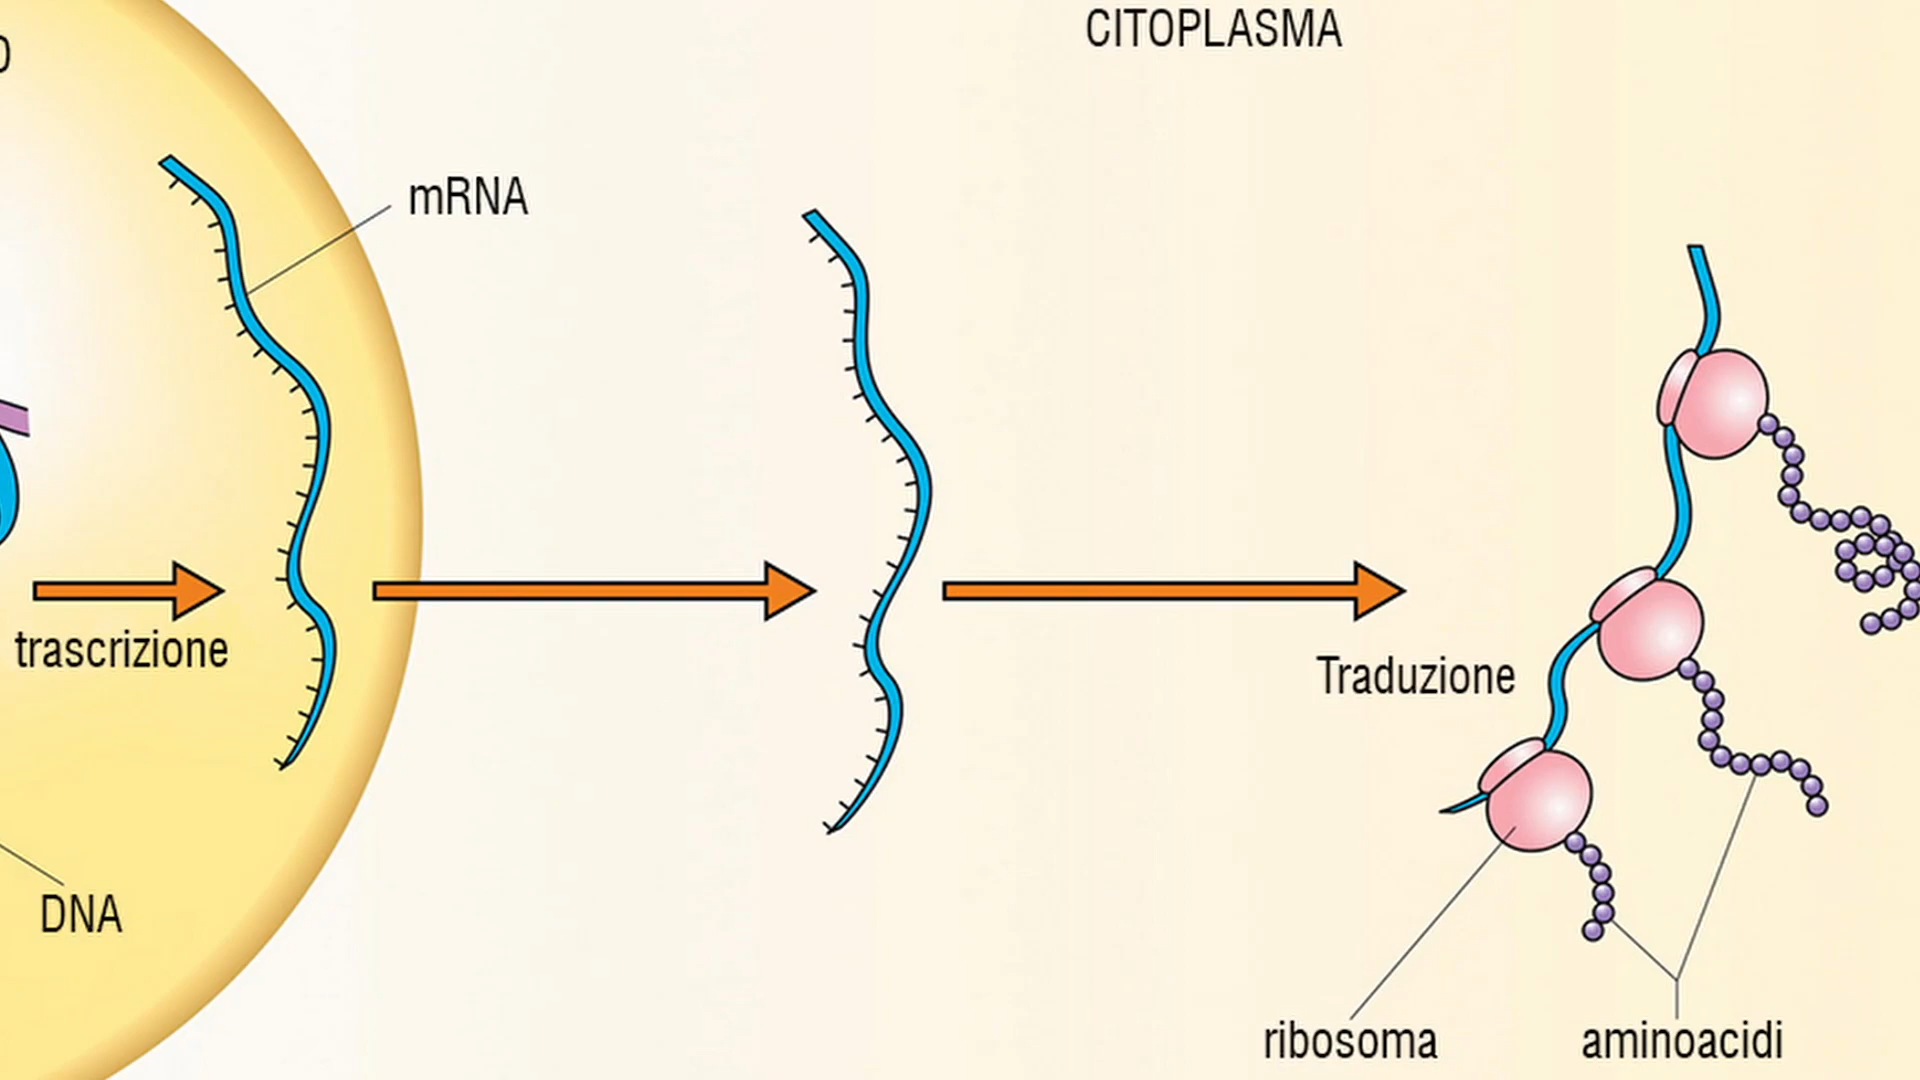 CITOPLASMA
mRNA
trascrizione
Traduzione
DNA
ribosoma
aminoacidi